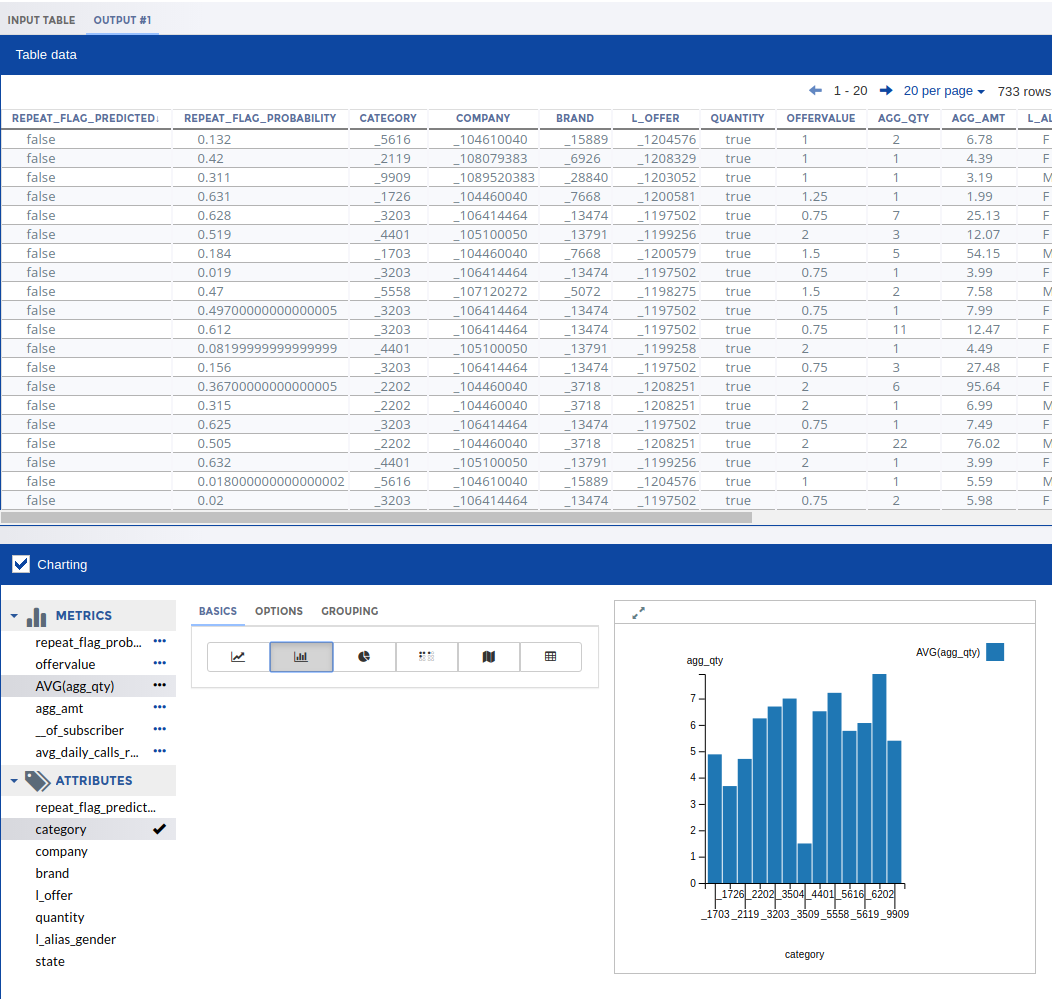 INPUT TABLE OUTPUT #1
Table data
1 - 20 20 per page 733 rows
REPEAT_FLAG_PREDICTED↓ REPEAT_FLAG_PROBABILITY CATEGORY COMPANY BRAND L_OFFER QUANTITY OFFERVALUE AGG_QTY AGG_AMT L_AL
false 0.132 _5616 _104610040 _15889 _1204576 true 1 2 6.78 F
false 0.42 _2119 _108079383 _6926 _1208329 true 1 1 4.39 F
false 0.311 _9909 _1089520383 _28840 _1203052 true 1 1 3.19 M
false 0.631 _1726 _104460040 _7668 _1200581 true 1.25 1 1.99 F
false 0.628 _3203 _106414464 _13474 _1197502 true 0.75 7 25.13 F
false 0.519 _4401 _105100050 _13791 _1199256 true 2 3 12.07 F
false 0.184 _1703 _104460040 _7668 _1200579 true 1.5 5 54.15 M
false 0.019 _3203 _106414464 _13474 _1197502 true 0.75 1 3.99 F
false 0.47 _5558 _107120272 _5072 _1198275 true 1.5 2 7.58 M
false 0.49700000000000005 _3203 _106414464 _13474 _1197502 true 0.75 1 7.99 F
false 0.612 _3203 _106414464 _13474 _1197502 true 0.75 11 12.47 F
false 0.08199999999999999 _4401 _105100050 _13791 _1199258 true 2 1 4.49 F
false 0.156 _3203 _106414464 _13474 _1197502 true 0.75 3 27.48 M
false 0.36700000000000005 _2202 _104460040 _3718 _1208251 true 2 6 95.64 F
false 0.315 _2202 _104460040 _3718 _1208251 true 2 1 6.99 M
false 0.625 _3203 _106414464 _13474 _1197502 true 0.75 1 7.49 F
false 0.505 _2202 _104460040 _3718 _1208251 true 2 22 76.02 M
false 0.632 _4401 _105100050 _13791 _1199256 true 2 1 3.99 F
false 0.018000000000000002 _5616 _104610040 _15889 _1204576 true 1 1 5.59 M
false 0.02 _3203 _106414464 _13474 _1197502 true 0.75 2 5.98 F
Charting
METRICS
repeat_flag_prob...
offervalue
AVG(agg_qty)
agg_amt
__of_subscriber
avg_daily_calls_r...
ATTRIBUTES
repeat_flag_predict...
category
company
brand
l_offer
quantity
l_alias_gender
state
BASICS OPTIONS GROUPING
AVG(agg_qty)
agg_qty
7
6
5
4
3
2
1
0
_1726 _2202 _3504 _4401 _5616 _6202
_1703 _2119 _3203 _3509 _5558 _5619 _9909
category